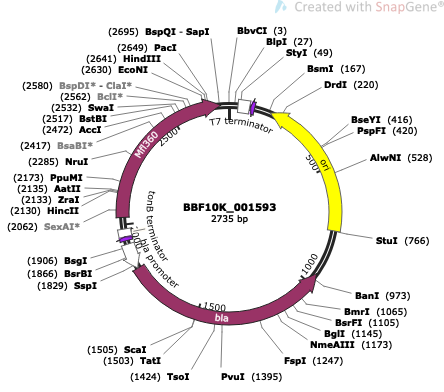 Created with SnapGene®
(2695) BspQI - SapI
(2649) PacI
(2641) HindIII
(2630) EcoNI
(2580) BspDI* - ClaI*
(2562) BclI*
(2532) SwaI
(2517) BstBI
(2472) AccI
(2417) BsaBI*
(2285) NruI
(2173) PpuMI
(2135) AatII
(2133) ZraI
(2130) HincII
(2062) SexAI*
(1906) BsgI
(1866) BsrBI
(1829) SspI
(1505) ScaI
(1503) TatI
(1424) TsoI
PvuI (1395)
FspI (1247)
NmeAIII (1173)
BglI (1145)
BsrFI (1105)
BmrI (1065)
BanI (973)
StuI (766)
AlwNI (528)
PspFI (420)
BseYI (416)
DrdI (220)
BsmI (167)
StyI (49)
BlpI (27)
BbvCI (3)
T7 terminator
ori
500
1000
1500
2500
bla
bla promoter
tonB terminator
BBF10K_001593
2735 bp